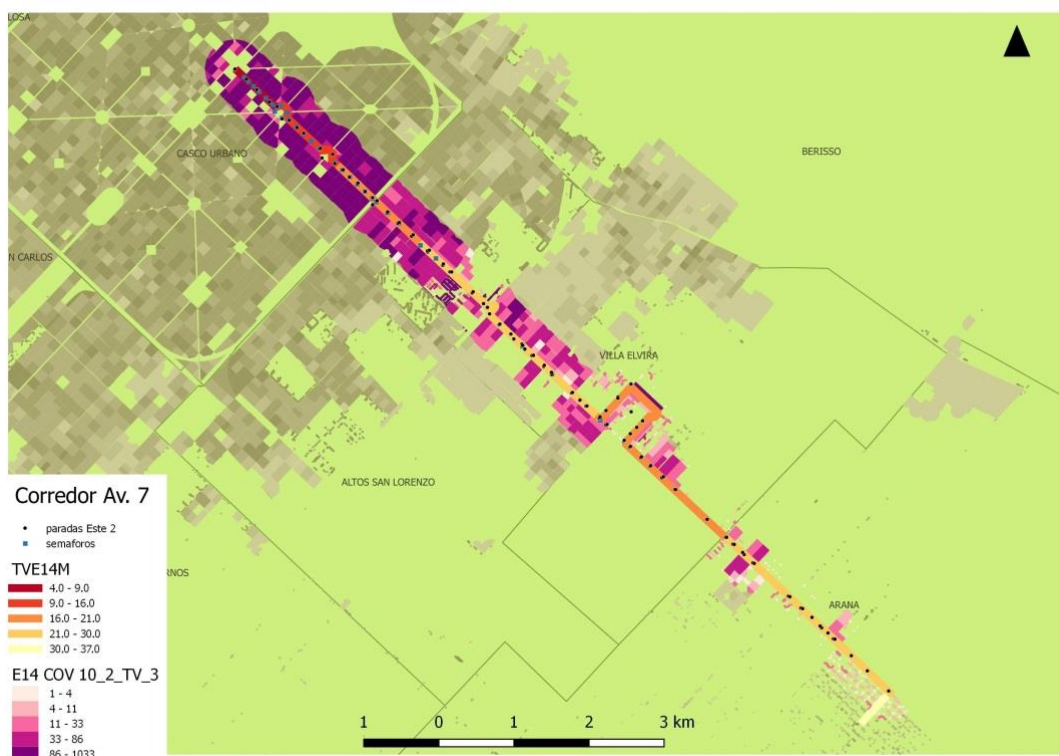 LOSA
BERISSO
CASCO URBANO
N CARLOS
VILLA ELVIRA
ALTOS SAN LORENZO
Corredor Av. 7
paradas Este 2
semaforos
TVE14M
RNOS
4.0 - 9.0
9.0 - 16.0
16.0 - 21.0
ARANA
21.0 - 30.0
30.0 - 37.0
E14 COV 10_2_TV_3
1 - 4
4 - 11
11 - 33
33 - 86
86 - 1033
1 0 1 2 3 km